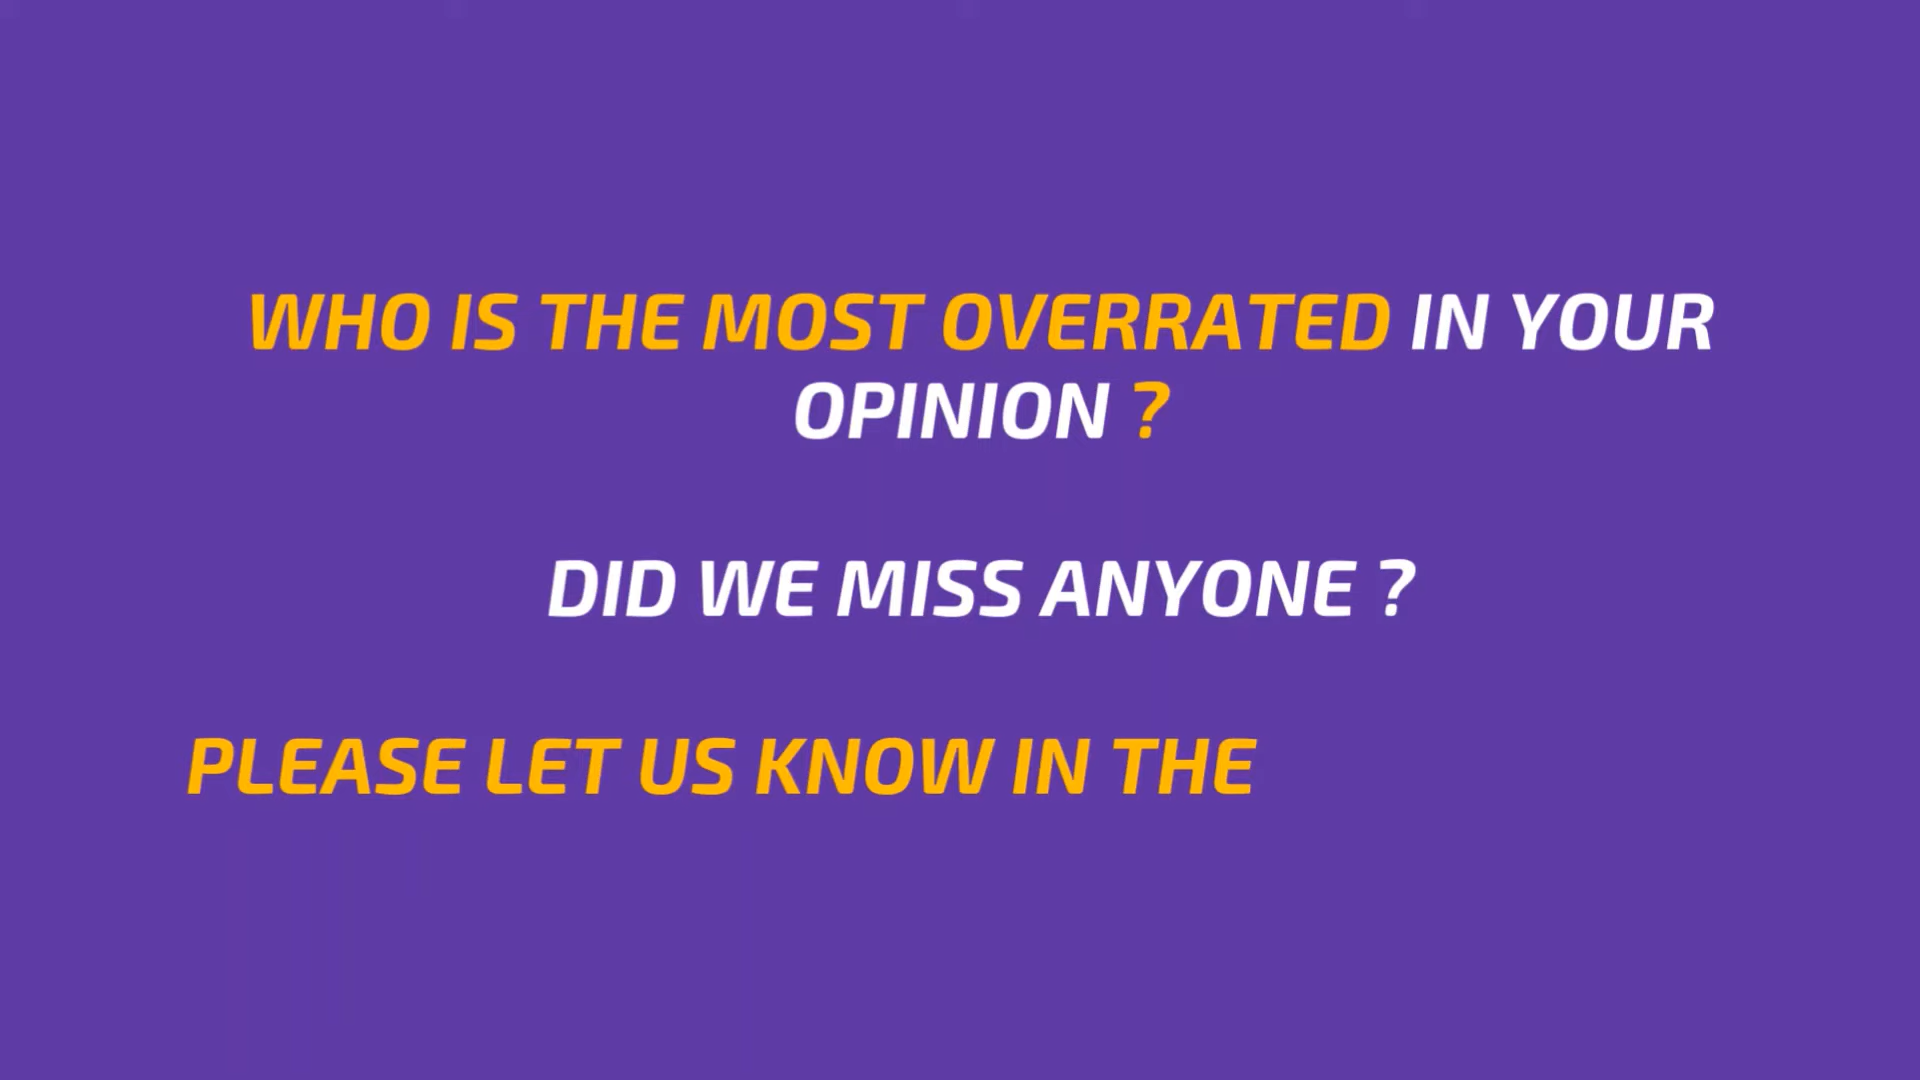 WHO IS THE MOST OVERRATED IN YOUR
OPINION ?
DID WE MISS ANYONE ?
PLEASE LET US KNOW IN THE